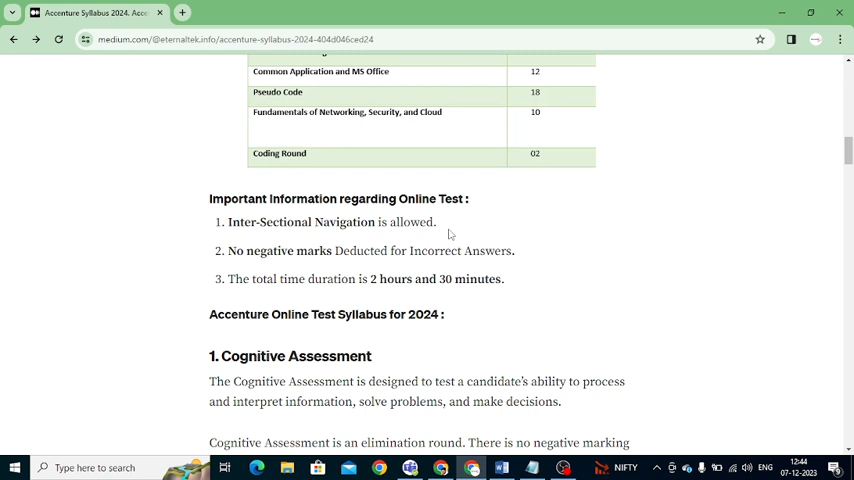 Accenture Syllabus 2024. Acce
medium.com/@eternaltek.info/accenture-syllabus-2024-404d046ced24
Common Application and MS Office 12
Pseudo Code 18
Fundamentals of Networking, Security, and Cloud 10
Coding Round 02
Important Information regarding Online Test :
1. Inter-Sectional Navigation is allowed.
2. No negative marks Deducted for Incorrect Answers.
3. The total time duration is 2 hours and 30 minutes.
Accenture Online Test Syllabus for 2024 :
1. Cognitive Assessment
The Cognitive Assessment is designed to test a candidate's ability to process
and interpret information, solve problems, and make decisions.
Cognitive Assessment is an elimination round. There is no negative marking
Type here to search
NIFTY
ENG
12:44
07-12-2023